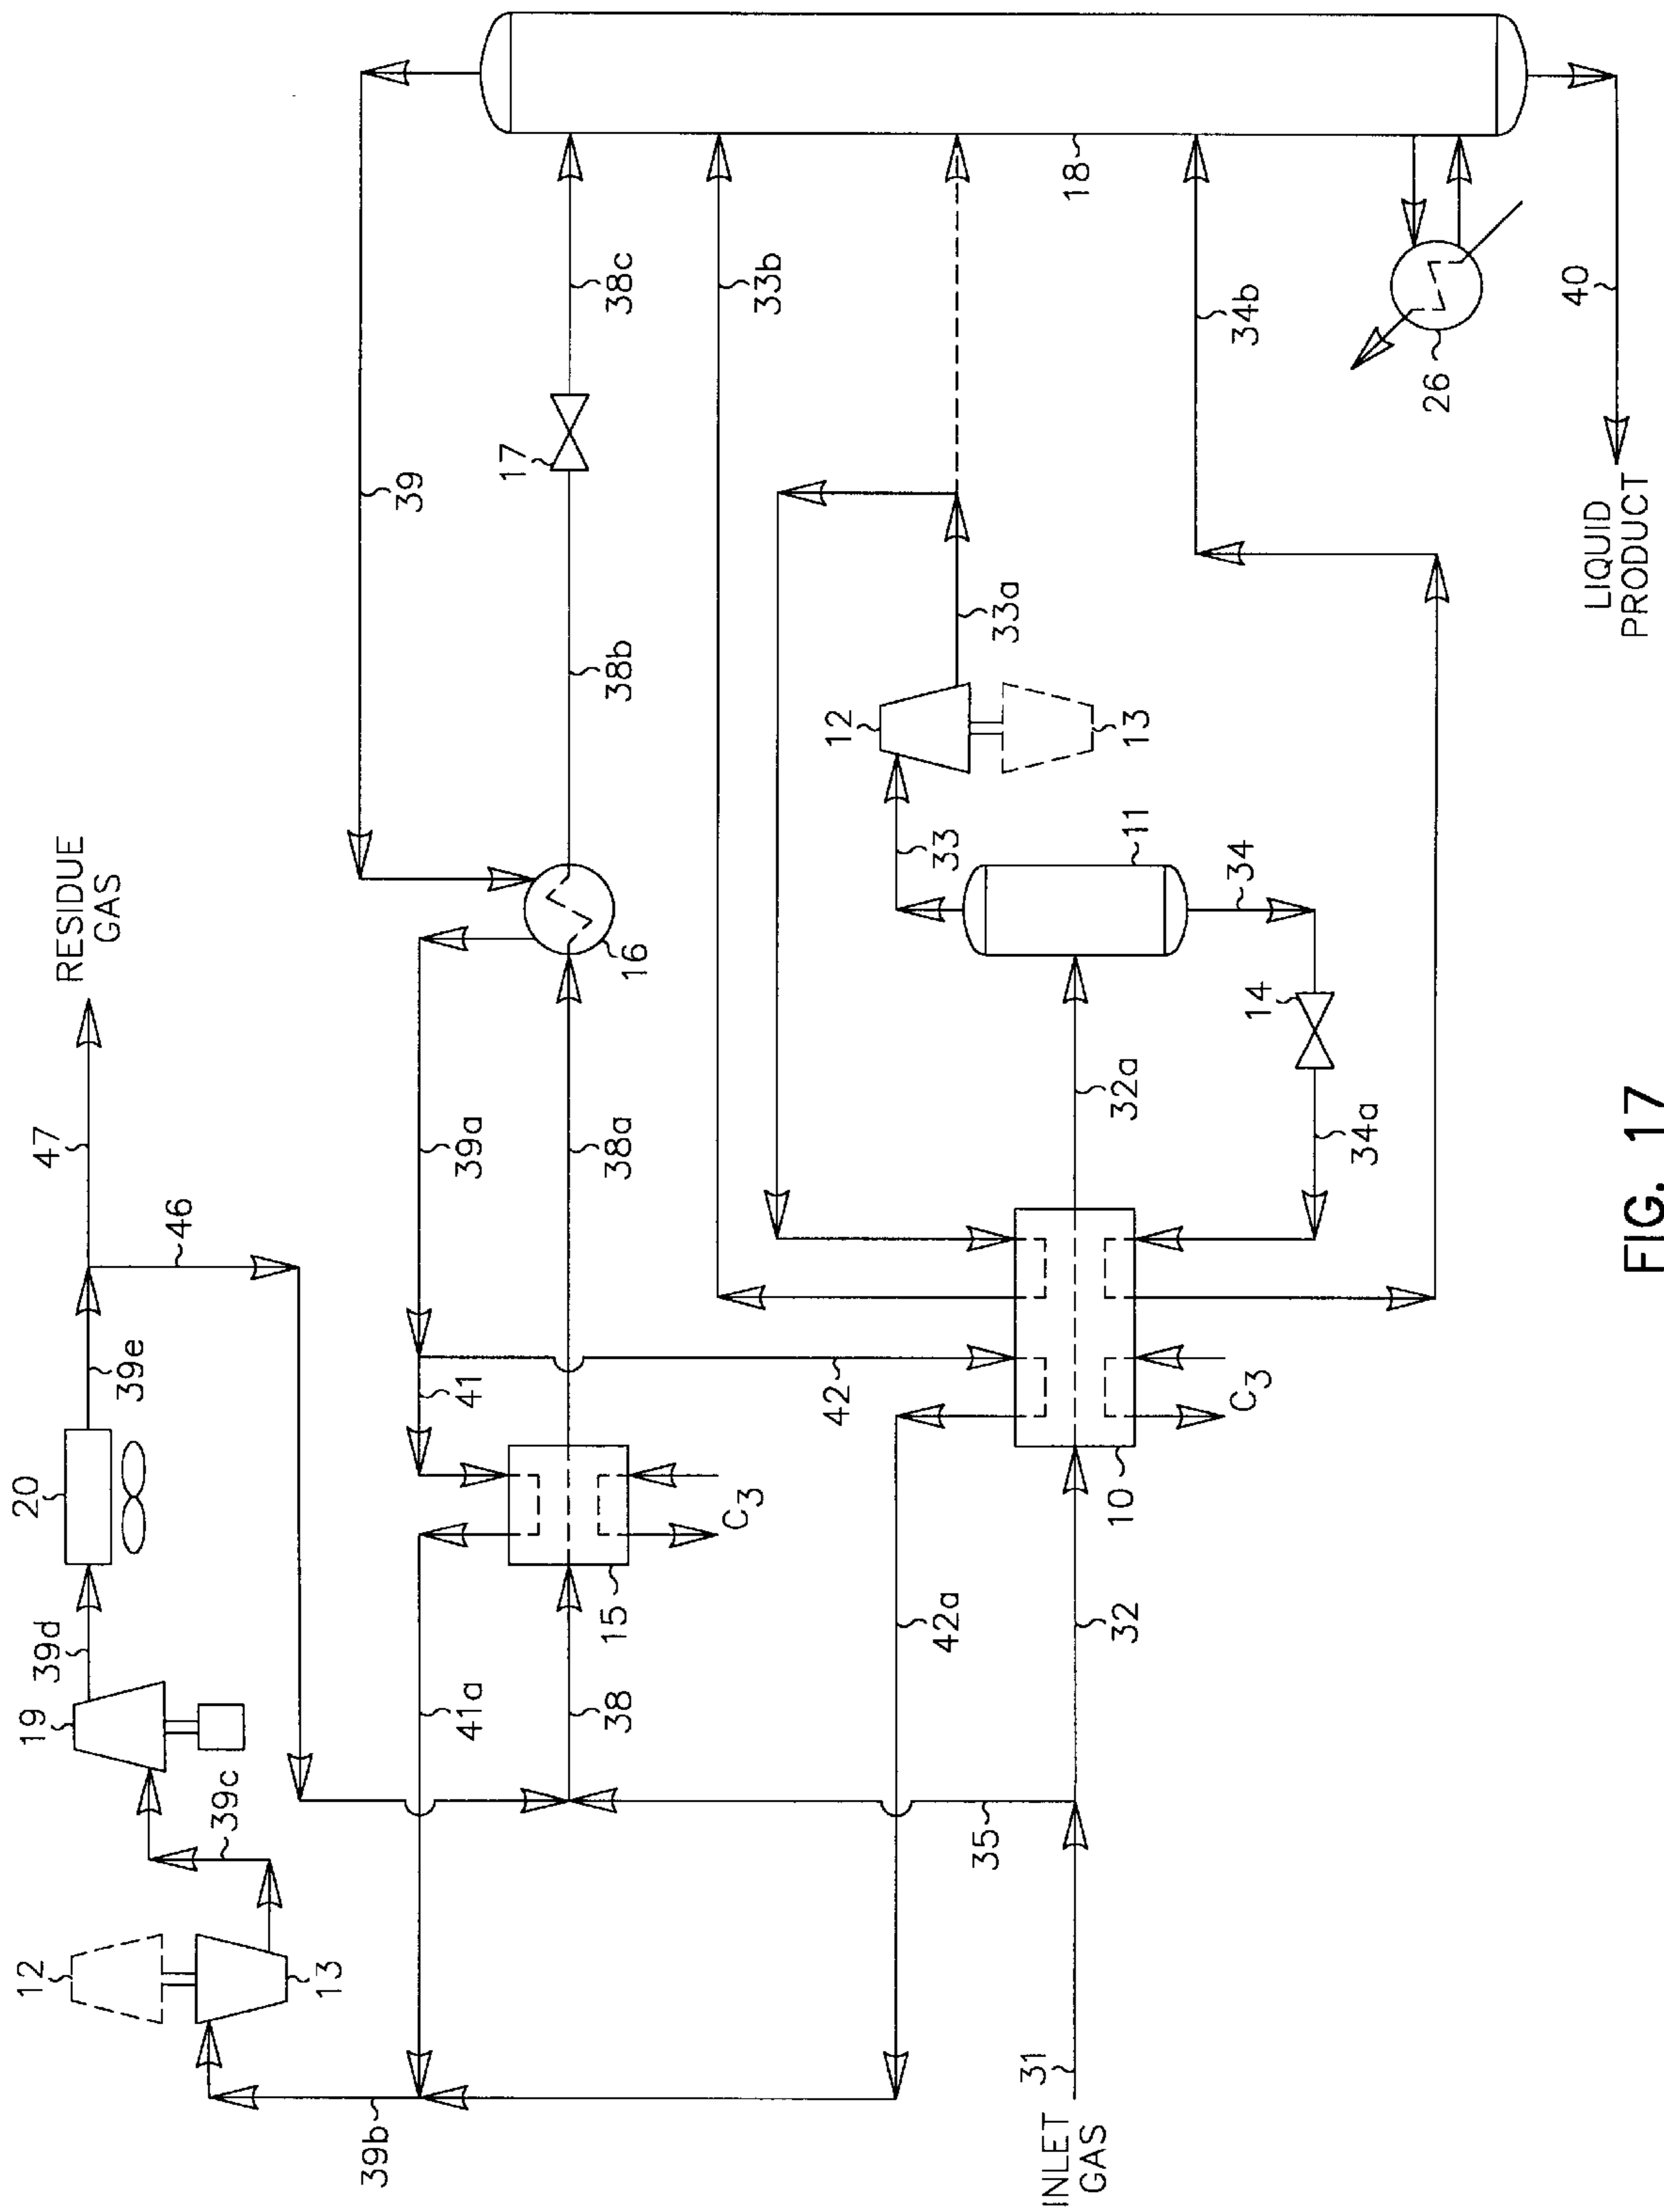 RESIDUE
GAS
47
46
39e
20
39d
19
39c
12
13
39b
39
39a
41
41a
17
38c
38b
16
38a
15
C3
38
33b
33a
12
13
33
11
34
14
34a
32a
42
42a
10
C3
32
35
31
INLET
GAS
18
34b
26
40
LIQUID
PRODUCT
FIG. 17